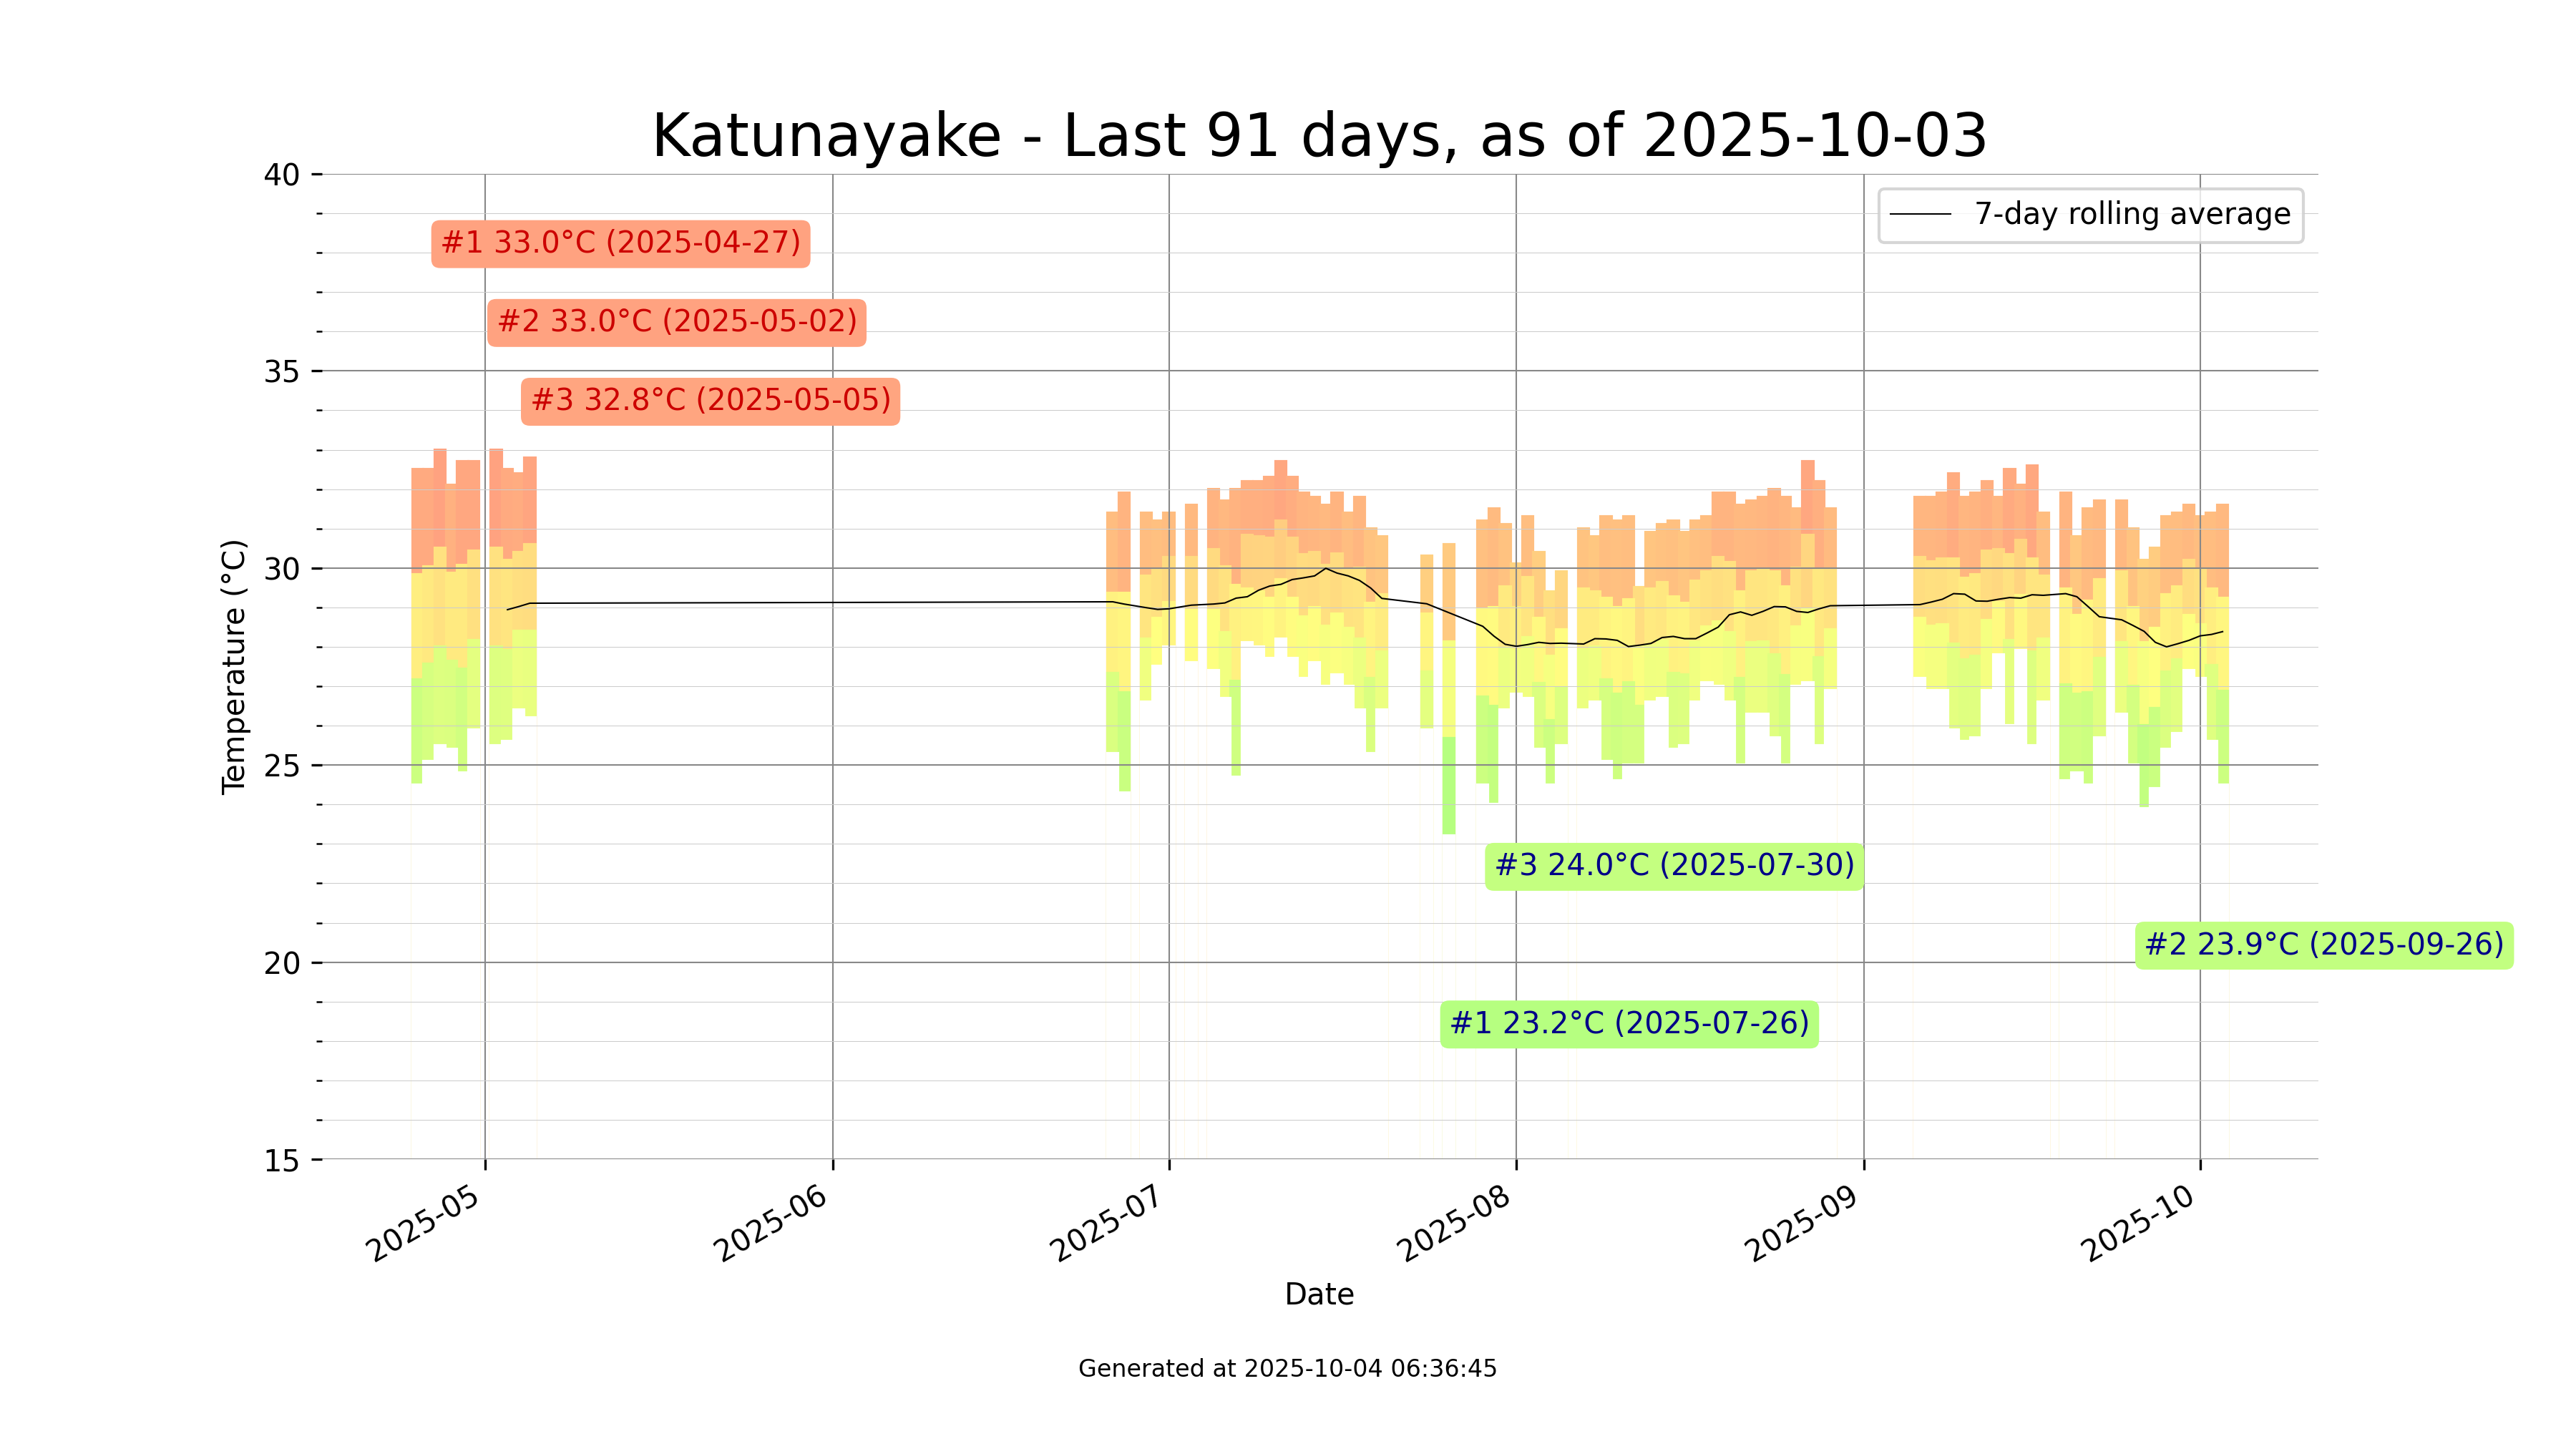 Katunayake - Last 91 days, as of 2025-10-03
40
7-day rolling average
#1 33.0°C (2025-04-27)
#2 33.0°C (2025-05-02)
35
#3 32.8°C (2025-05-05)
30
Temperature (°C)
25
#3 24.0°C (2025-07-30)
#2 23.9°C (2025-09-26)
20
#1 23.2°C (2025-07-26)
15
2025-05
2025-06
2025-07
2025-08
2025-09
2025-10
Date
Generated at 2025-10-04 06:36:45